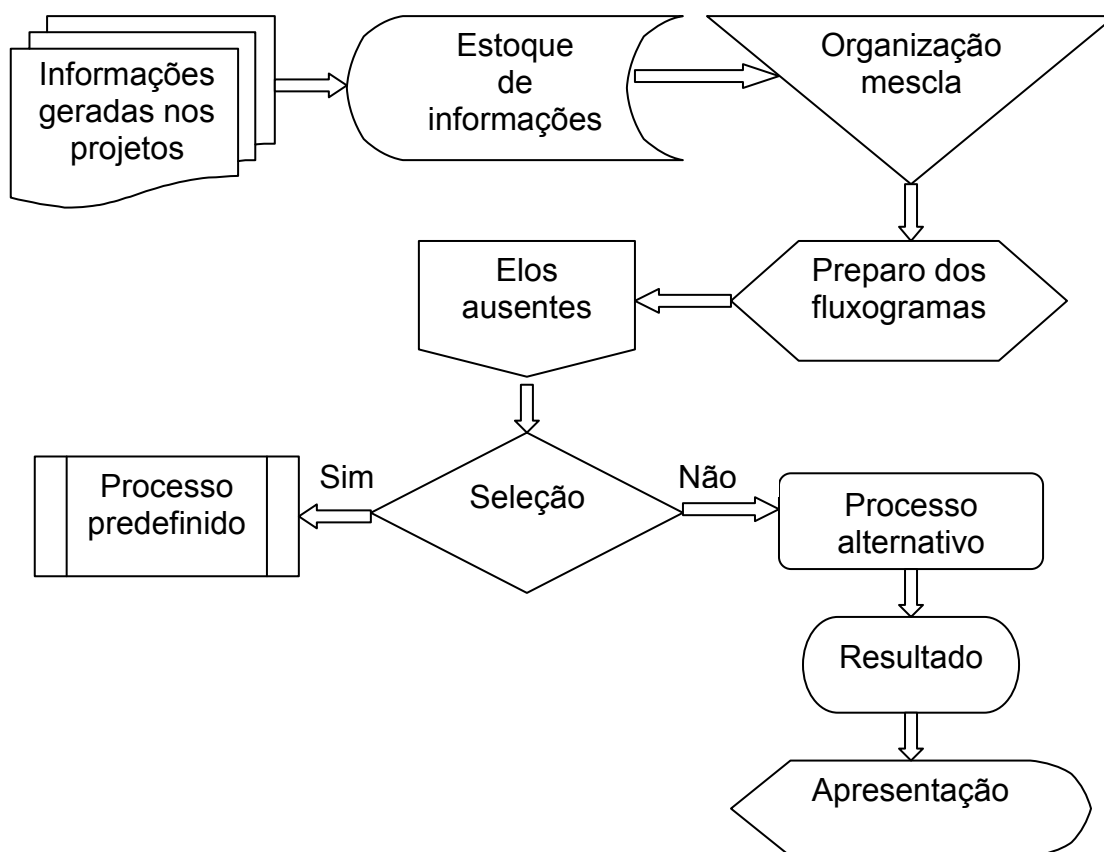 Informações
geradas nos
projetos
Estoque
de
informações
Organização
mescla
Preparo dos
fluxogramas
Elos
ausentes
Seleção
Sim
Não
Processo
predefinido
Processo
alternativo
Resultado
Apresentação